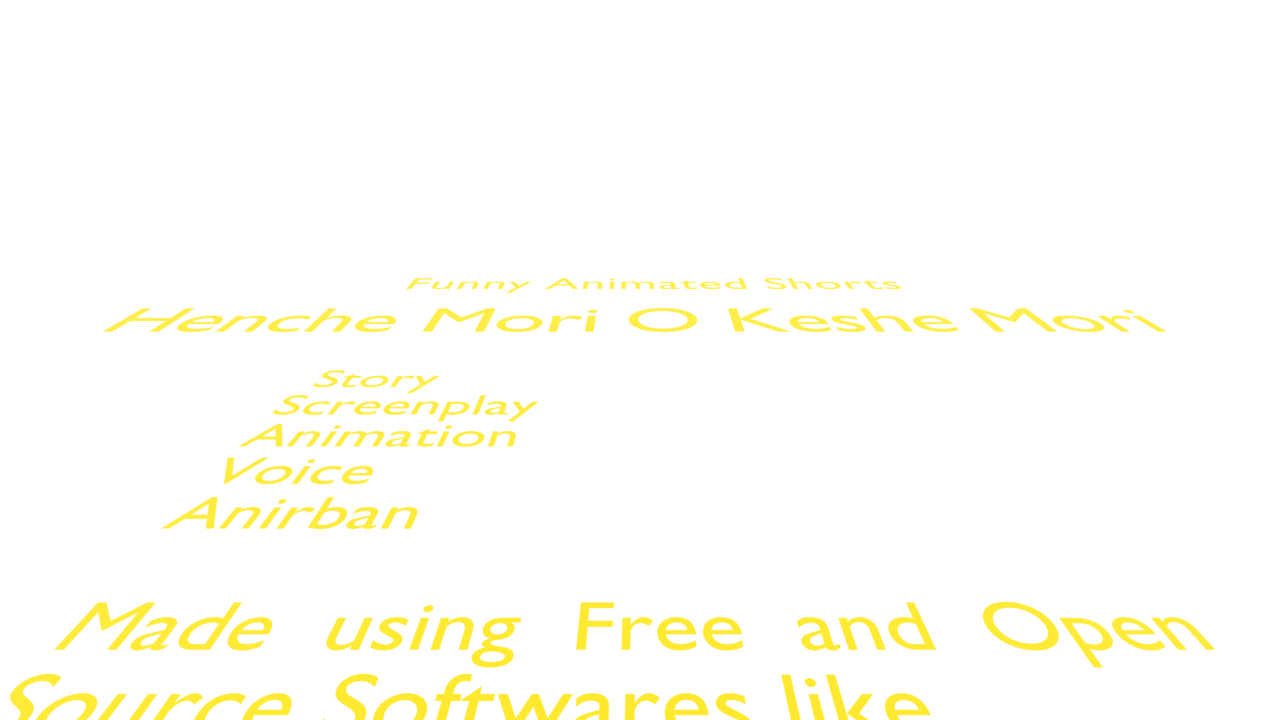 Funny Animated Shorts
Henche Mori O Keshe Mori
Story
Screenplay
Animation
Voice
Anirban
Made using Free and Open
Source Softwares like